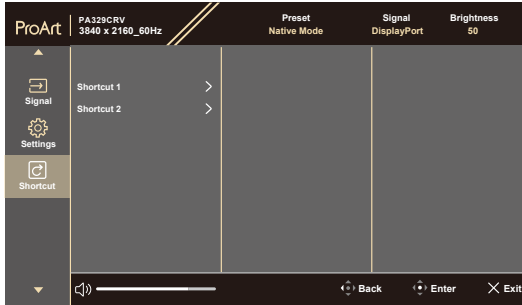 ProArt
PA329CRV
3840 x 2160_60Hz
Preset
Native Mode
Signal
DisplayPort
Brightness
50
Signal
Settings
Shortcut
Shortcut 1
Shortcut 2
Back
Enter
Exit